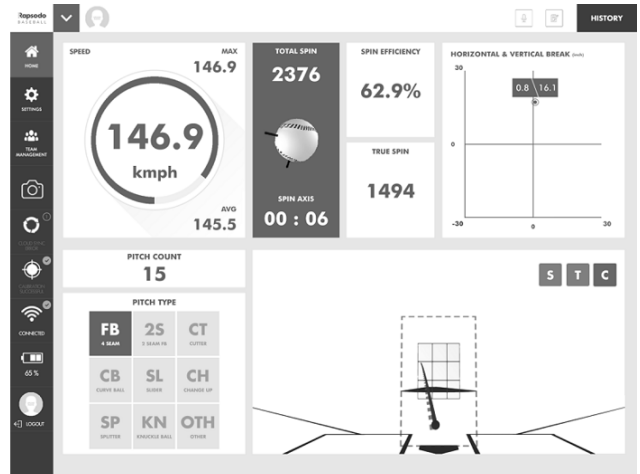 Rapsodo
BASEBALL
HISTORY
HOME
SETTINGS
TEAM
MANAGEMENT
CONNECTED
65 %
LOGOUT
SPEED
MAX
146.9
146.9
kmph
AVG
145.5
TOTAL SPIN
2376
SPIN AXIS
00 : 06
SPIN EFFICIENCY
62.9%
TRUE SPIN
1494
HORIZONTAL & VERTICAL BREAK (inch)
30
0.8 16.1
0
-30 0 30
PITCH COUNT
15
PITCH TYPE
FB 2S CT
4 SEAM 2 SEAM FB CUTTER
CB SL CH
CURVE BALL SLIDER CHANGE UP
SP KN OTH
SPLITTER KNUCKLE BALL OTHER
S T C